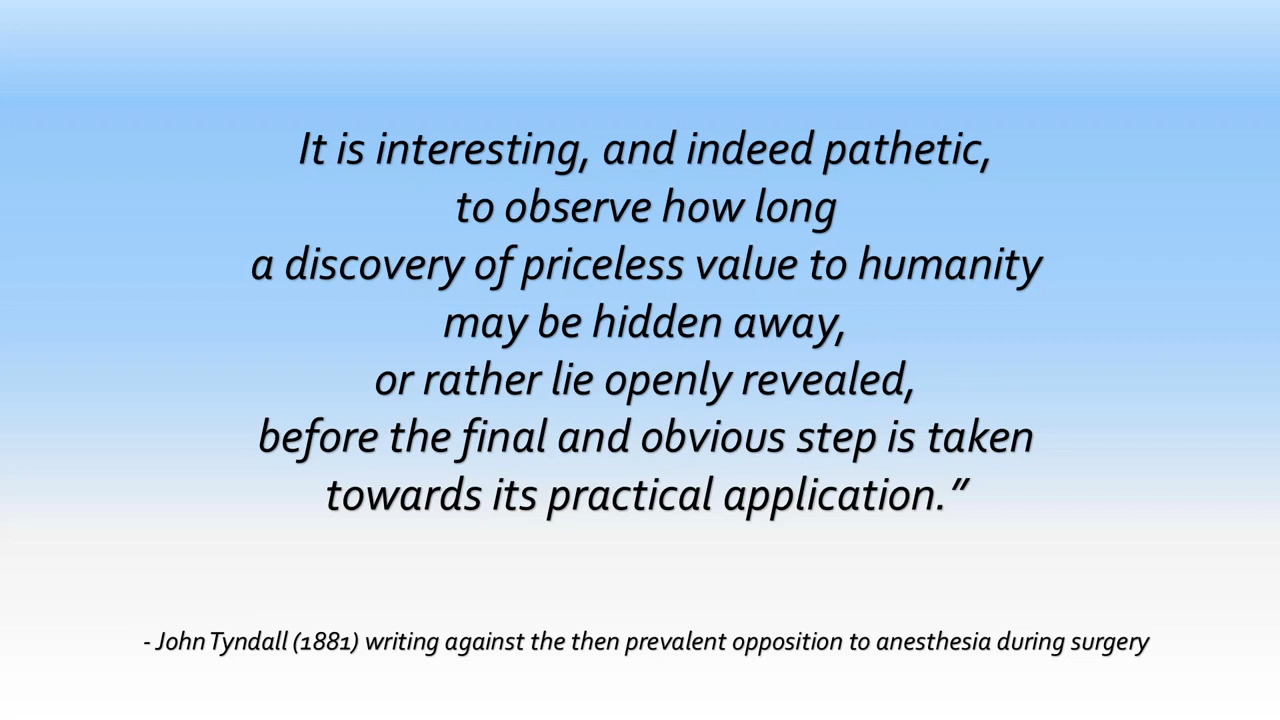 It is interesting, and indeed pathetic,
to observe how long
a discovery of priceless value to humanity
may be hidden away,
or rather lie openly revealed,
before the final and obvious step is taken
towards its practical application.”
- John Tyndall (1881) writing against the then prevalent opposition to anesthesia during surgery